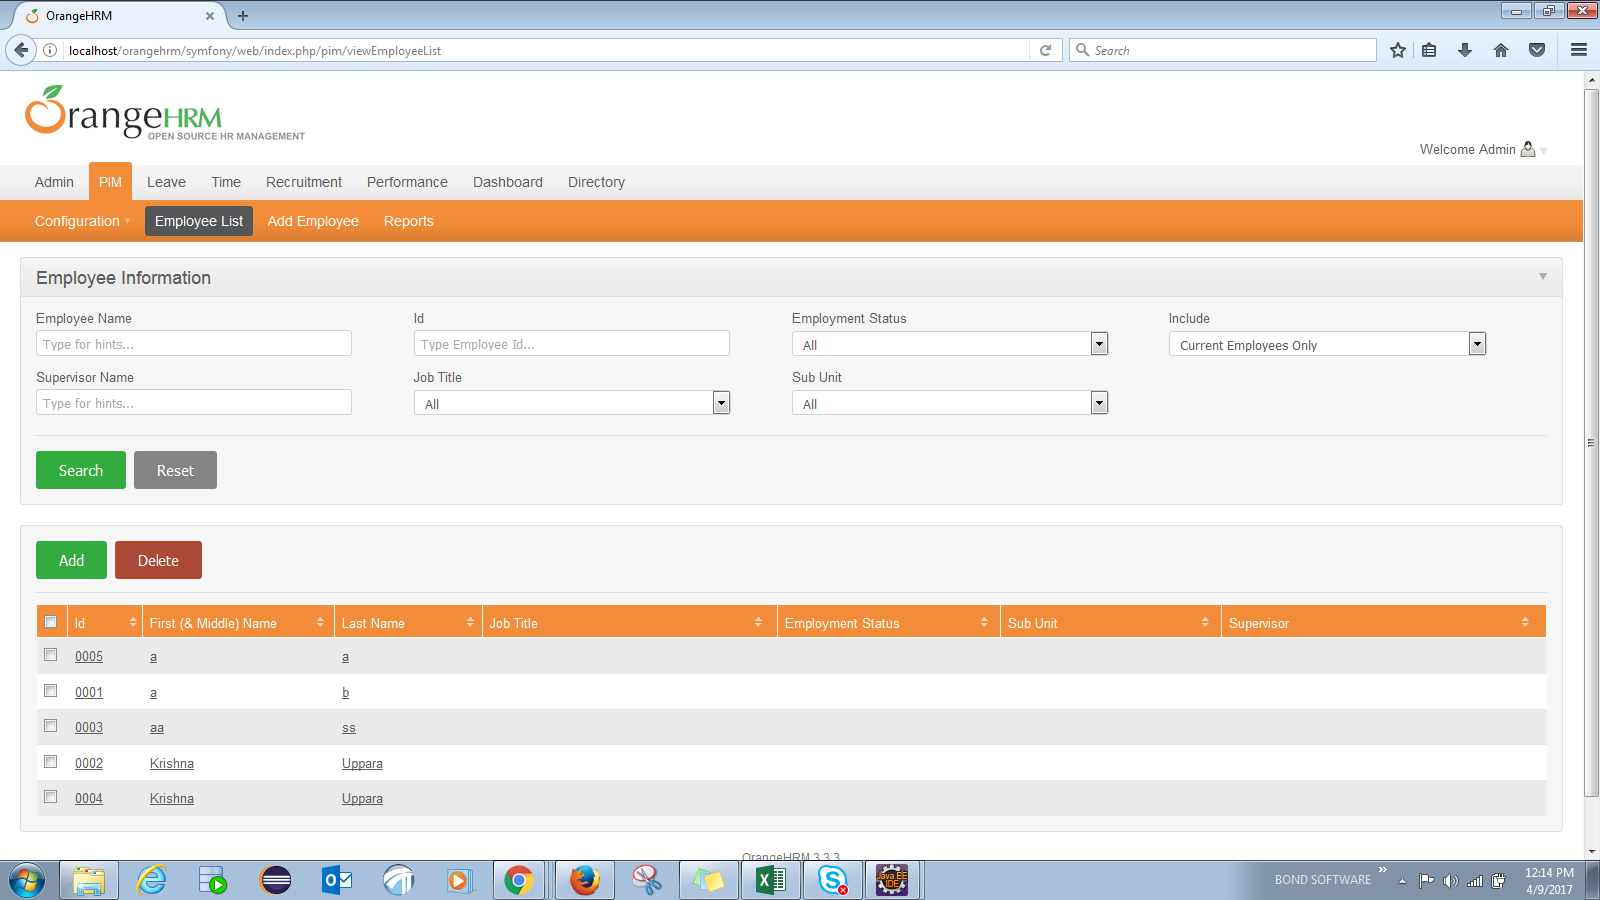 OrangeHRM
localhost/orangehrm/symfony/web/index.php/pim/viewEmployeeList
Search
OrangeHRM
OPEN SOURCE HR MANAGEMENT
Welcome Admin
Admin PIM Leave Time Recruitment Performance Dashboard Directory
Configuration Employee List Add Employee Reports
Employee Information
Employee Name Id Employment Status Include
Type for hints... Type Employee Id... All Current Employees Only
Supervisor Name Job Title Sub Unit
Type for hints... All All
Search Reset
Add Delete
Id First (& Middle) Name Last Name Job Title Employment Status Sub Unit Supervisor
0005 a a
0001 a b
0003 aa ss
0002 Krishna Uppara
0004 Krishna Uppara
OrangeHRM 3.3.3
BOND SOFTWARE
Java EE
IDE
12:14 PM
4/9/2017